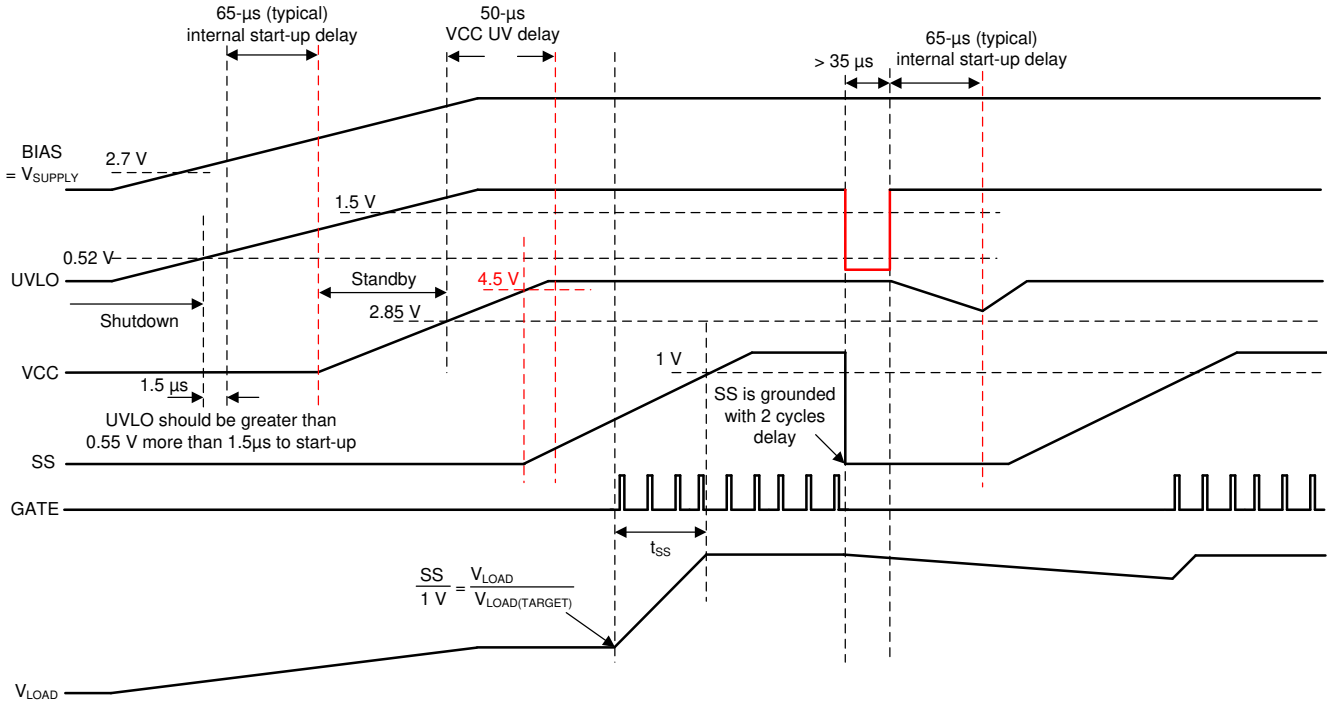 65-µs (typical)
internal start-up delay
50-µs
VCC UV delay
65-µs (typical)
internal start-up delay
> 35 µs
BIAS
= VSUPPLY
2.7 V
1.5 V
0.52 V
UVLO
Standby
4.5 V
Shutdown
2.85 V
VCC
1 V
1.5 µs
UVLO should be greater than
0.55 V more than 1.5µs to start-up
SS is grounded
with 2 cycles
delay
SS
GATE
tSS
SS
1 V
=
VLOAD
VLOAD(TARGET)
VLOAD